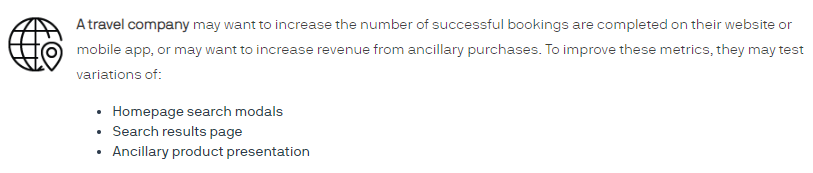 A travel company may want to increase the number of successful bookings are completed on their website or
mobile app, or may want to increase revenue from ancillary purchases. To improve these metrics, they may test
variations of:
• Homepage search modals
• Search results page
• Ancillary product presentation